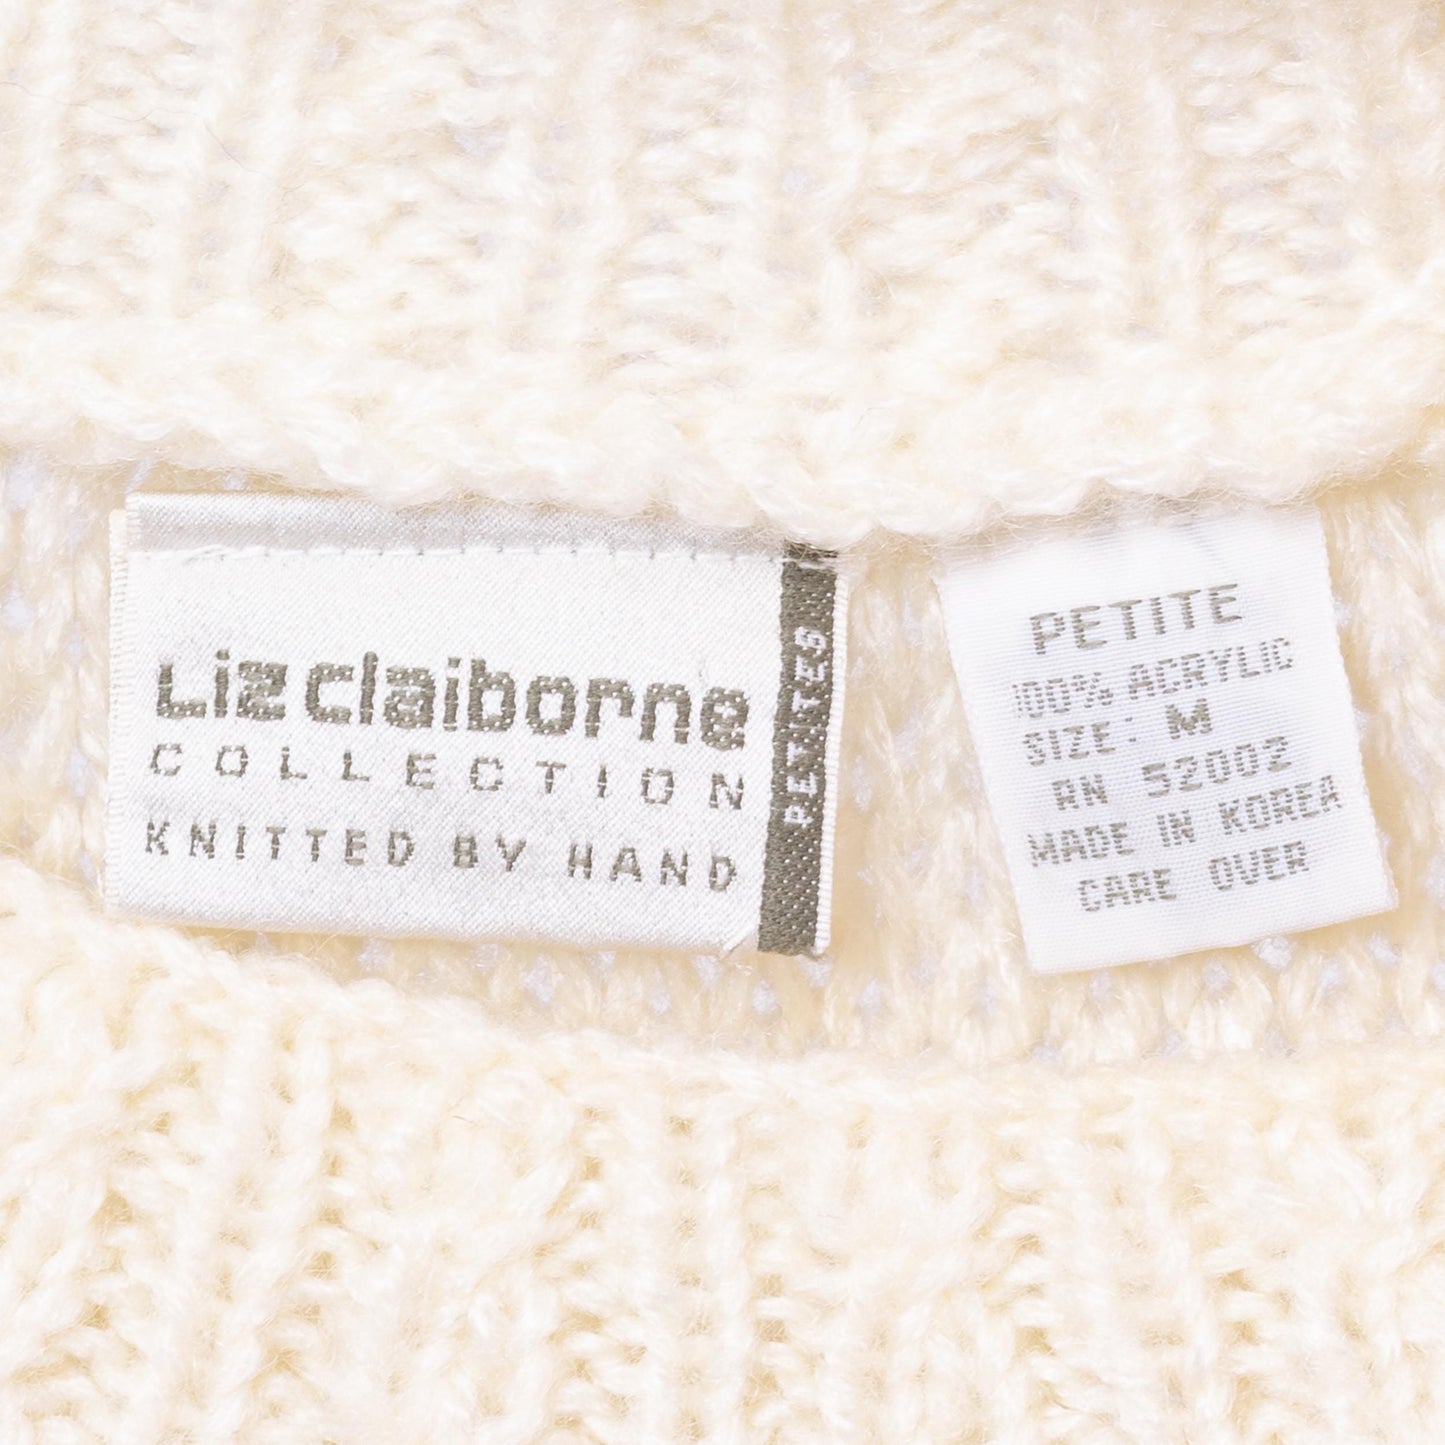 Liz claiborne
COLLECTION
KNITTED BY HAND
PETITES
PETITE
100% ACRYLIC
SIZE: M
RN 52002
MADE IN KOREA
CARE OVER